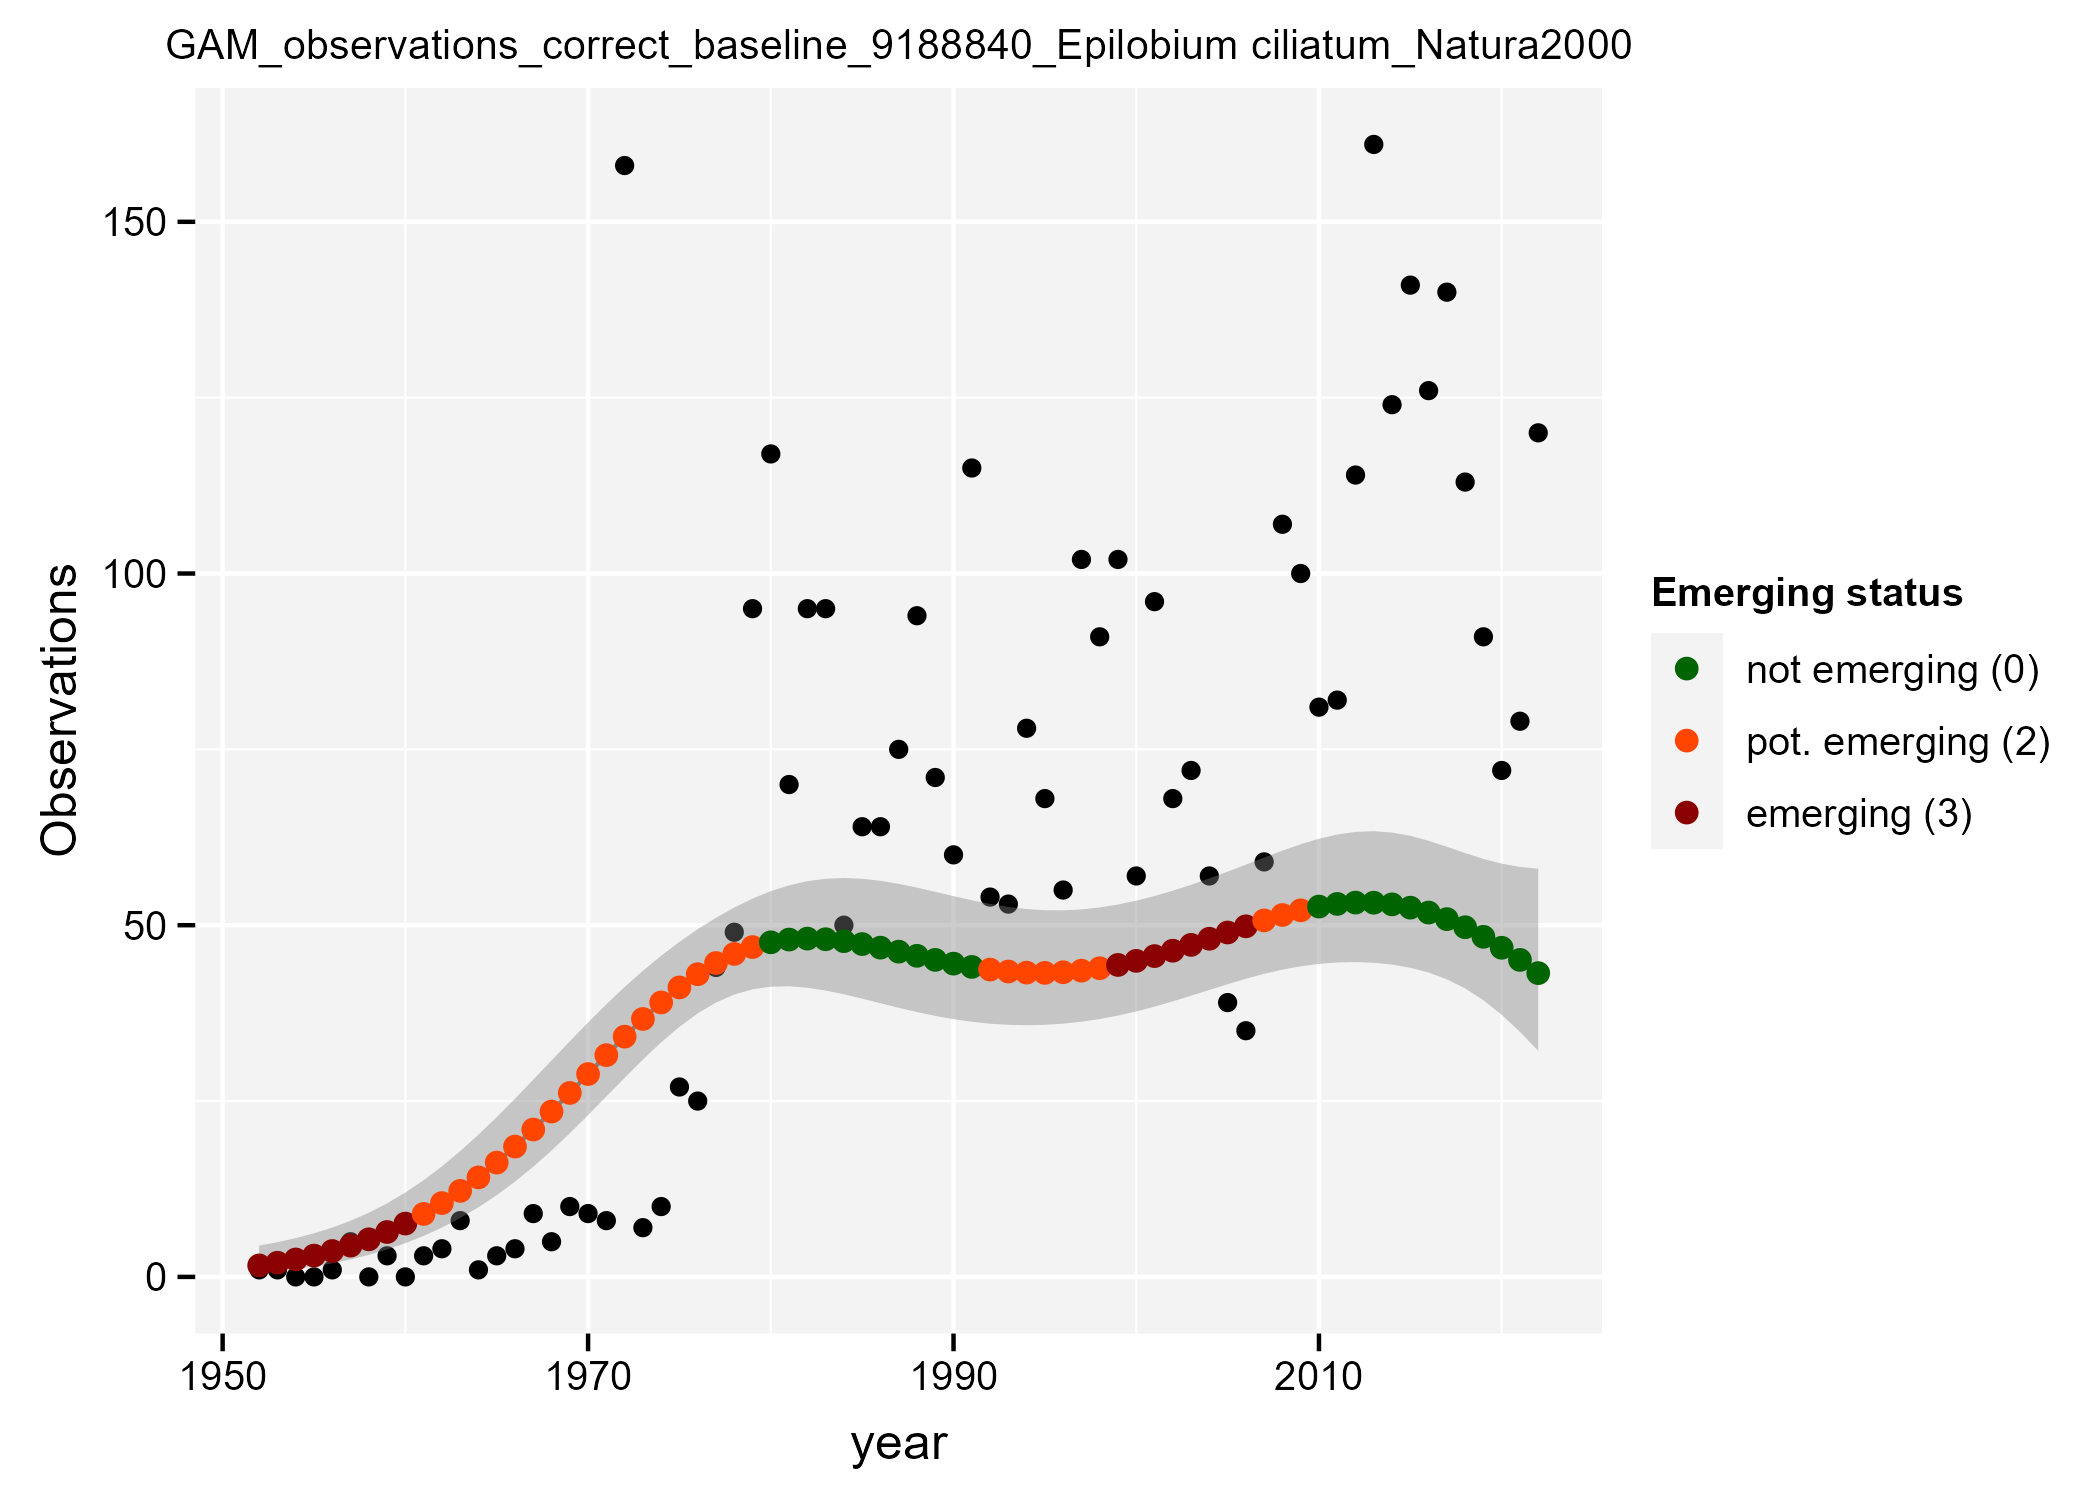 GAM_observations_correct_baseline_9188840_Epilobium ciliatum_Natura2000
150
100
50
0
Observations
1950 1970 1990 2010
year
Emerging status
not emerging (0)
pot. emerging (2)
emerging (3)